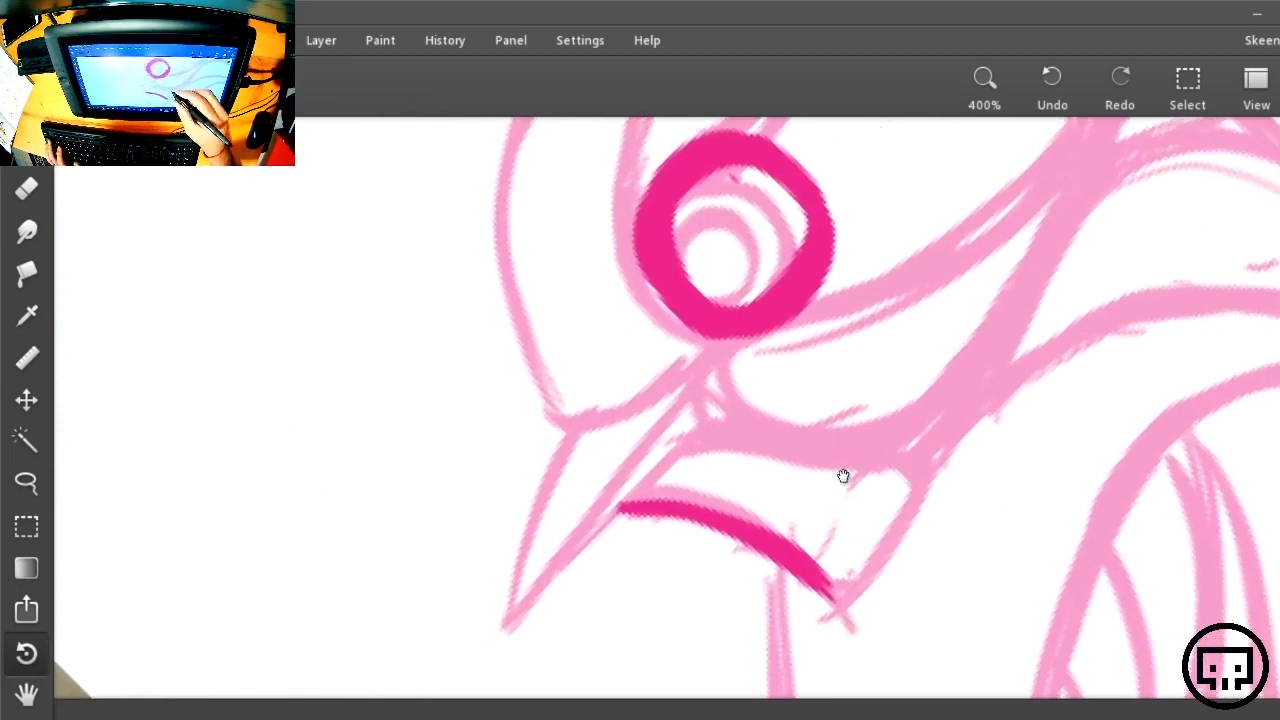 Layer Paint History Panel Settings Help Skeen
400% Undo Redo Select View